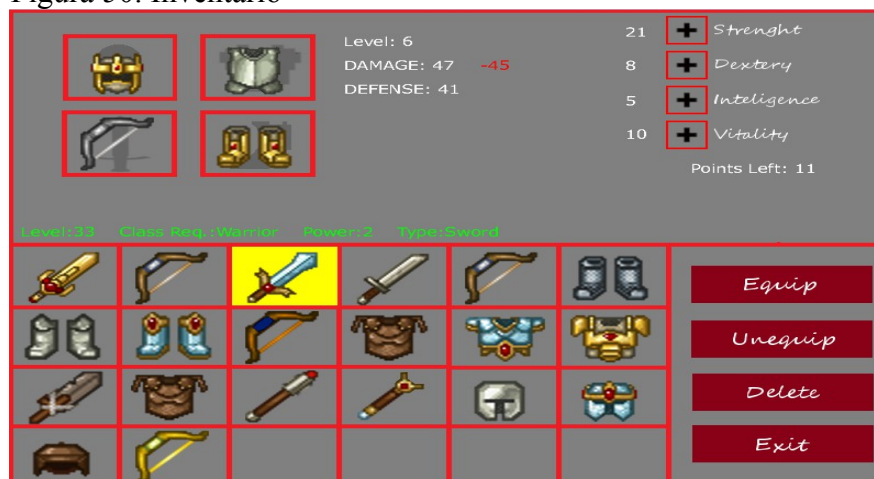 Figura 50: Inventario
Level: 6
DAMAGE: 47 -45
DEFENSE: 41
21 + Strenght
8 + Dextery
5 + Inteligence
10 + Vitality
Points Left: 11
Level:33 Class Req.:Warrior Power:2 Type:Sword
Equip
Unequip
Delete
Exit